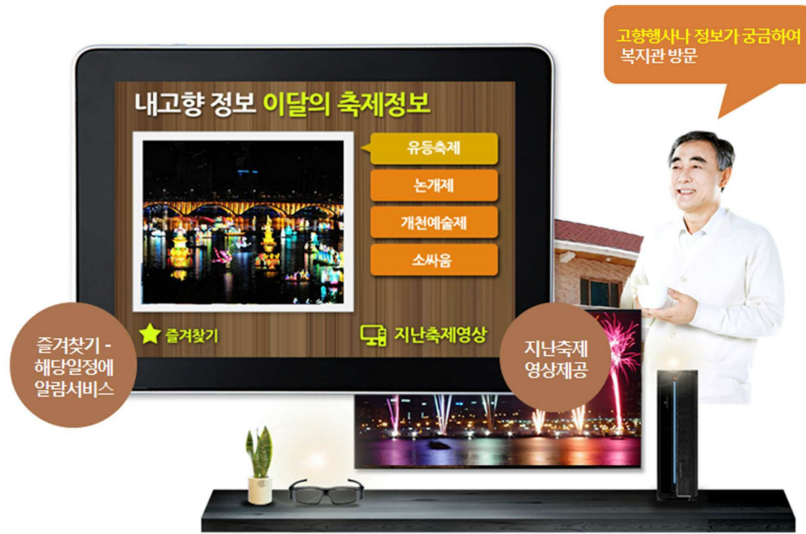 고향행사나 정보가 궁금하여
복지관 방문
내고향 정보 이달의 축제정보
유등축제
논개제
개천예술제
소싸움
즐겨찾기
지난축제영상
즐겨찾기 -
해당일정에
알람서비스
지난축제
영상제공